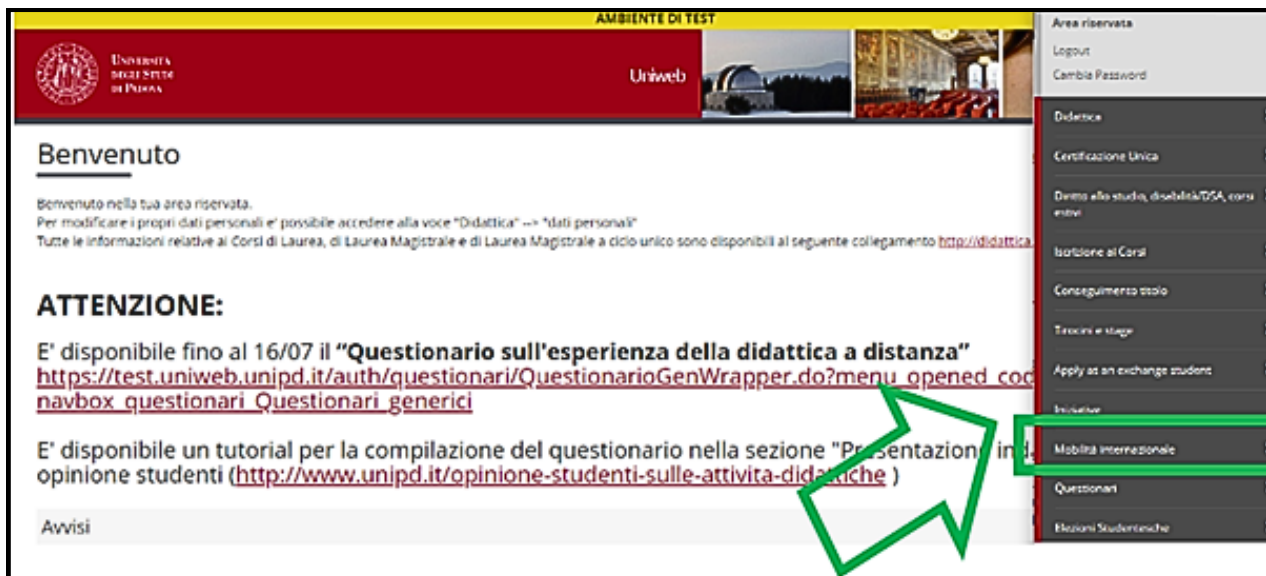 AMBIENTE DI TEST
UNIVERSITÀ
DEGLI STUDI
DI PADOVA
Uniweb
Benvenuto
Benvenuto nella tua area riservata.
Per modificare i propri dati personali e' possibile accedere alla voce "Didattica" --> "dati personali"
Tutte le informazioni relative ai Corsi di Laurea, di Laurea Magistrale e di Laurea Magistrale a ciclo unico sono disponibili al seguente collegamento http://didattica.
ATTENZIONE:
E' disponibile fino al 16/07 il “Questionario sull'esperienza della didattica a distanza”
https://test.uniweb.unipd.it/auth/questionari/QuestionarioGenWrapper.do?menu_opened_cod
navbox_questionari_Questionari_generici
E' disponibile un tutorial per la compilazione del questionario nella sezione "Presentazione ind
opinione studenti (http://www.unipd.it/opinione-studenti-sulle-attivita-didattiche )
Avvisi
Area riservata
Logout
Cambia Password
Didattica
Certificazione Unica
Diritto allo studio, disabilità/DSA, corsi
estivi
Iscrizione ai Corsi
Conseguimento titolo
Tirocini e stage
Apply as an exchange student
Iniziative
Mobilità internazionale
Questionari
Elezioni Studentesche